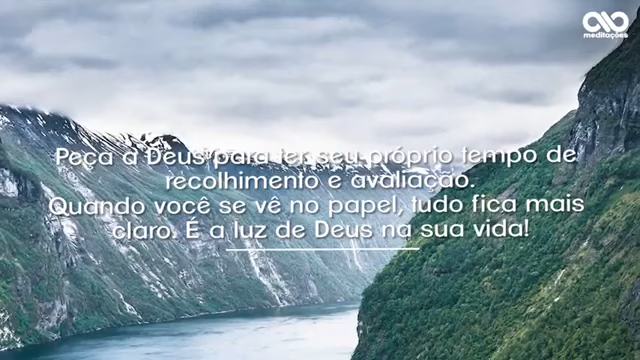 meditações
Peça a Deus para ter seu próprio tempo de
recolhimento e avaliação.
Quando você se vê no papel, tudo fica mais
claro. É a luz de Deus na sua vida!